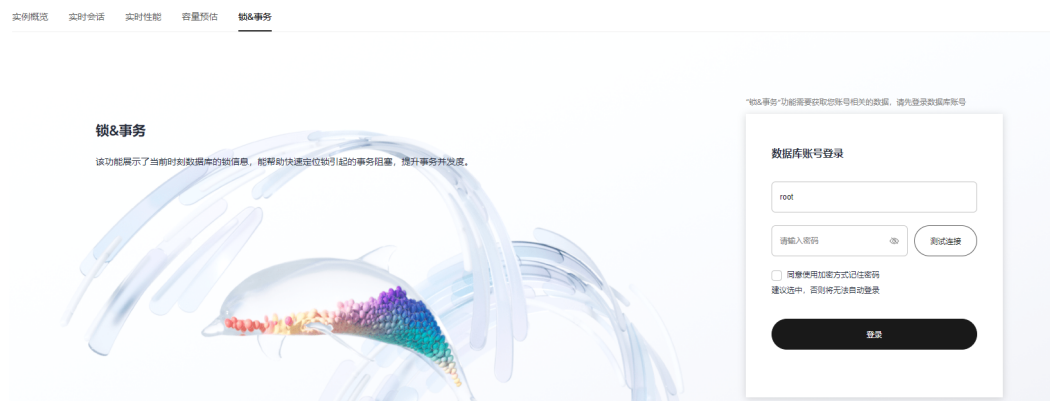 实例概览 实时会话 实时性能 容量预估 锁&事务
"锁&事务"功能需要获取您账号相关的数据，请先登录数据库账号
锁&事务
该功能展示了当前时刻数据库的锁信息，能帮助快速定位锁引起的事务阻塞，提升事务并发度。
数据库账号登录
root
请输入密码 测试连接
同意使用加密方式记住密码
建议选中，否则将无法自动登录
登录